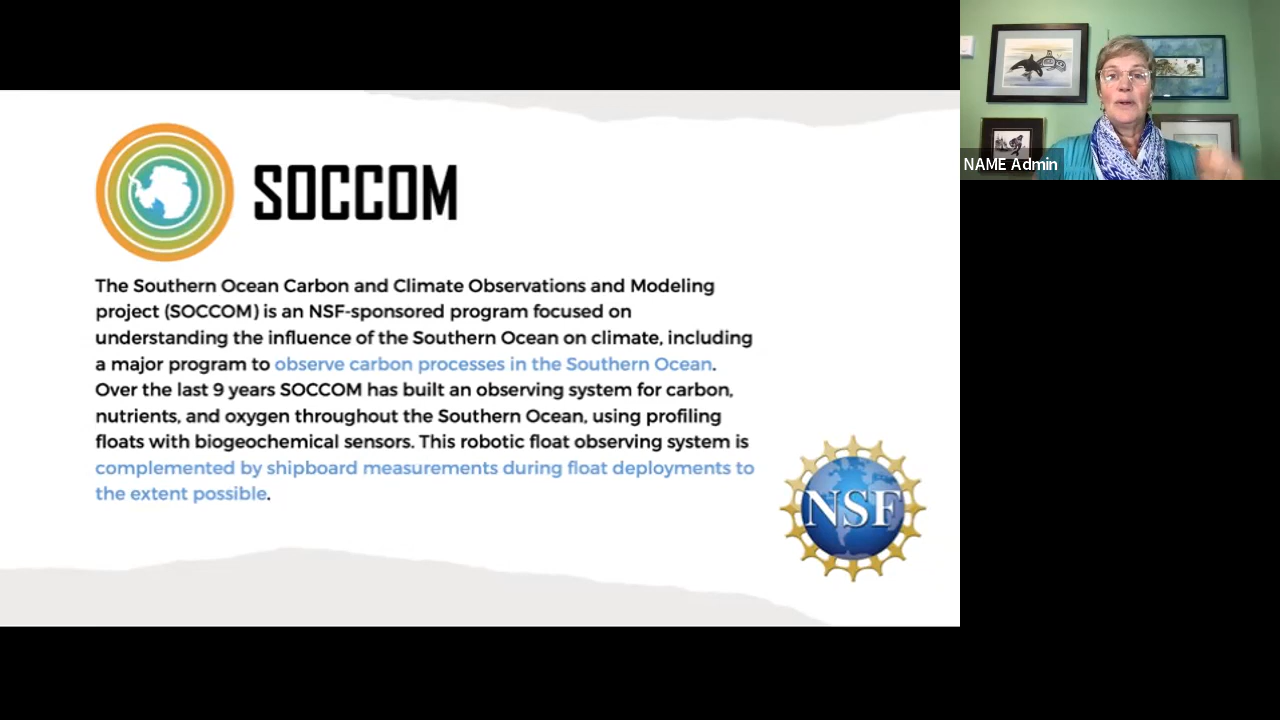 NAME Admin
SOCCOM
The Southern Ocean Carbon and Climate Observations and Modeling
project (SOCCOM) is an NSF-sponsored program focused on
understanding the influence of the Southern Ocean on climate, including
a major program to observe carbon processes in the Southern Ocean.
Over the last 9 years SOCCOM has built an observing system for carbon,
nutrients, and oxygen throughout the Southern Ocean, using profiling
floats with biogeochemical sensors. This robotic float observing system is
complemented by shipboard measurements during float deployments to
the extent possible.
NSF